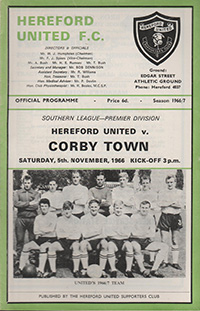 HEREFORD
UNITED F.C.
DIRECTORS & OFFICIALS
Ground:
EDGAR STREET
ATHLETIC GROUND
Phone: Hereford 4037
OFFICIAL PROGRAMME - Price 6d. - Season 1966/7
SOUTHERN LEAGUE—PREMIER DIVISION
HEREFORD UNITED v.
CORBY TOWN
SATURDAY, 5th NOVEMBER, 1966 KICK-OFF 3 p.m.
UNITED'S 1966/7 TEAM
PUBLISHED BY THE HEREFORD UNITED SUPPORTERS CLUB